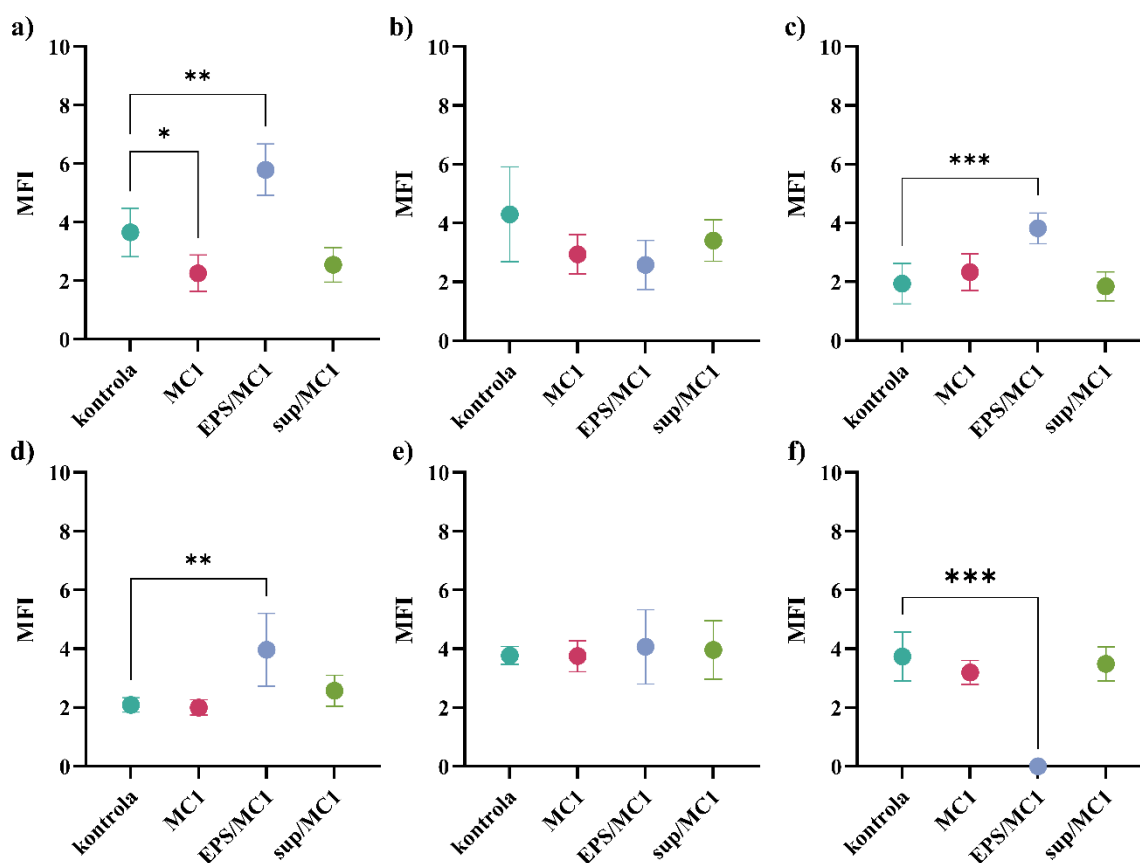 a)
10
8
6
4
2
0
MFI
**
*
kontrola
MC1
EPS/MC1
sup/MC1
b)
10
8
6
4
2
0
MFI
kontrola
MC1
EPS/MC1
sup/MC1
c)
10
8
6
4
2
0
MFI
***
kontrola
MC1
EPS/MC1
sup/MC1
d)
10
8
6
4
2
0
MFI
**
kontrola
MC1
EPS/MC1
sup/MC1
e)
10
8
6
4
2
0
MFI
kontrola
MC1
EPS/MC1
sup/MC1
f)
10
8
6
4
2
0
MFI
***
kontrola
MC1
EPS/MC1
sup/MC1